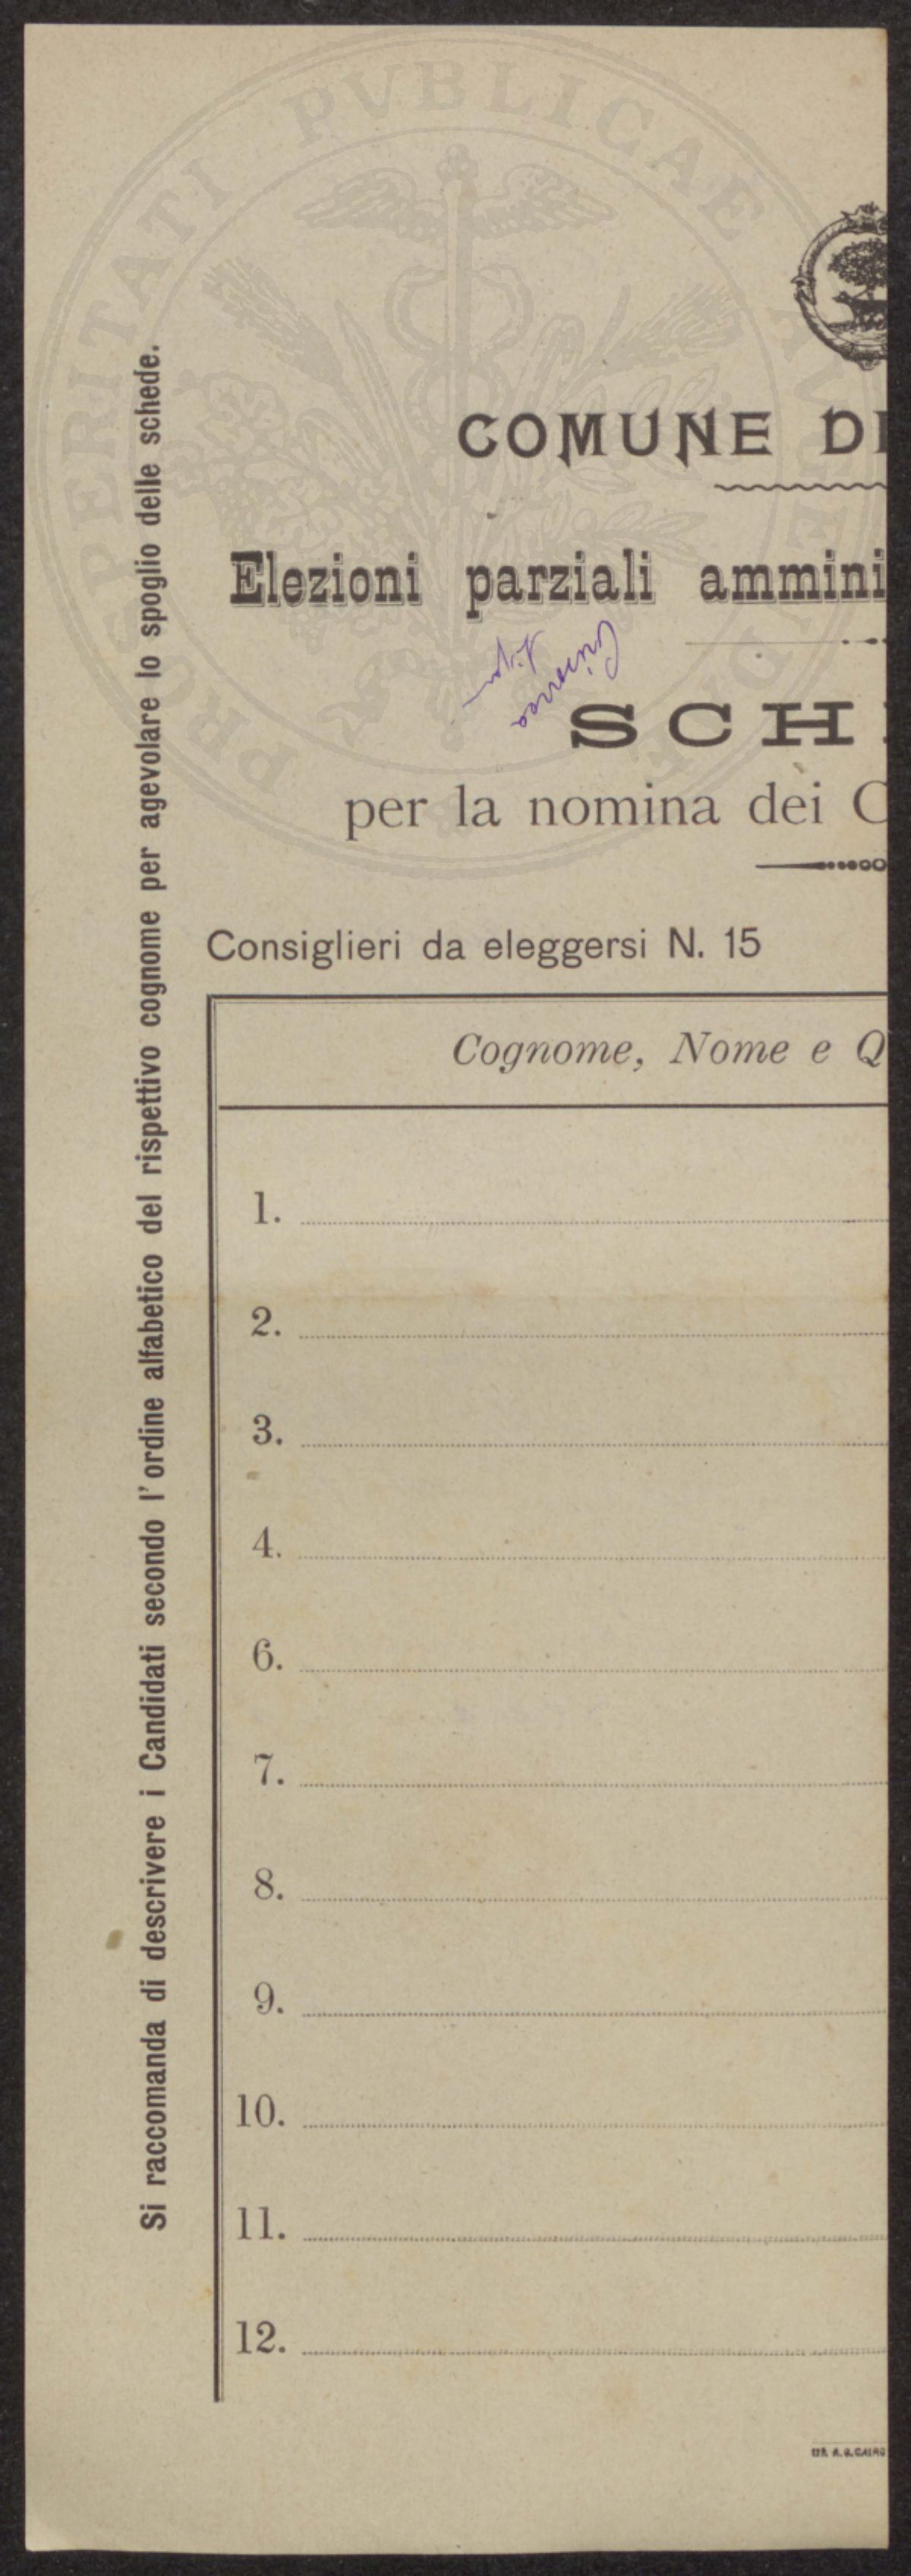 PROSPERITATI PVBLICAE AVGENDAE
COMUNE DI
Elezioni parziali ammini
SCH
per la nomina dei C
Consiglieri da eleggersi N. 15
Cognome, Nome e Q
1.
2.
3.
4.
6.
7.
8.
9.
10.
11.
12.
Si raccomanda di descrivere i Candidati secondo l'ordine alfabetico del rispettivo cognome per agevolare lo spoglio delle schede.
A. G. CAIRO